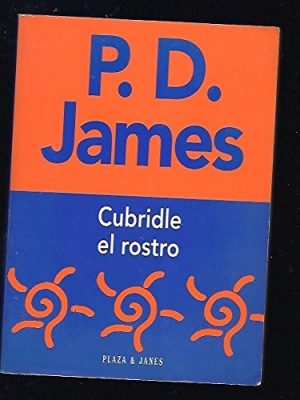 P. D.
James
Cubridle
el rostro
PLAZA & JANES